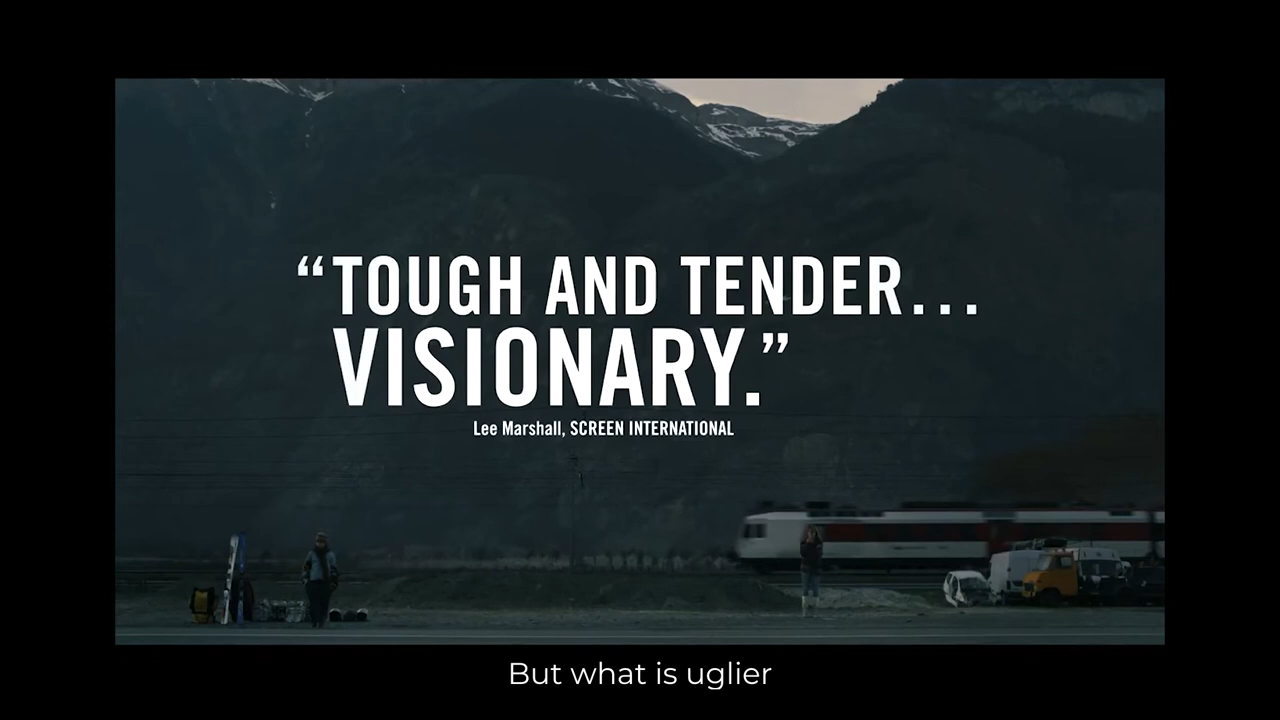 “TOUGH AND TENDER...
VISIONARY.”
Lee Marshall, SCREEN INTERNATIONAL
But what is uglier